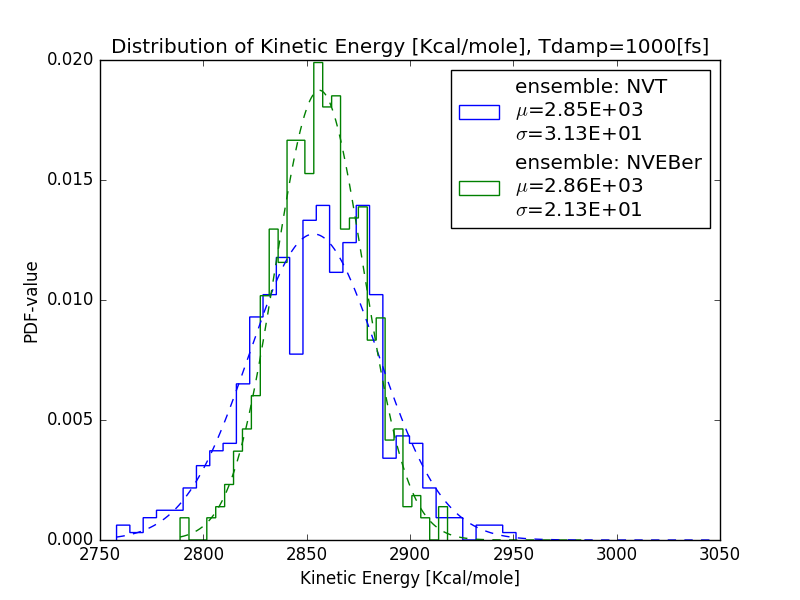 Distribution of Kinetic Energy [Kcal/mole], Tdamp=1000[fs]
0.020
0.015
0.010
0.005
0.000
PDF-value
ensemble: NVT
μ=2.85E+03
σ=3.13E+01
ensemble: NVEBer
μ=2.86E+03
σ=2.13E+01
2750 2800 2850 2900 2950 3000 3050
Kinetic Energy [Kcal/mole]